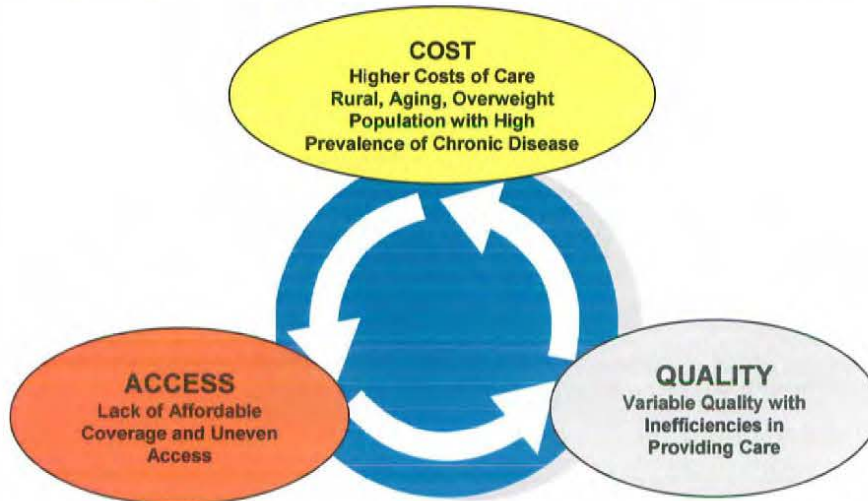 COST
Higher Costs of Care
Rural, Aging, Overweight
Population with High
Prevalence of Chronic Disease
ACCESS
Lack of Affordable
Coverage and Uneven
Access
QUALITY
Variable Quality with
Inefficiencies in
Providing Care